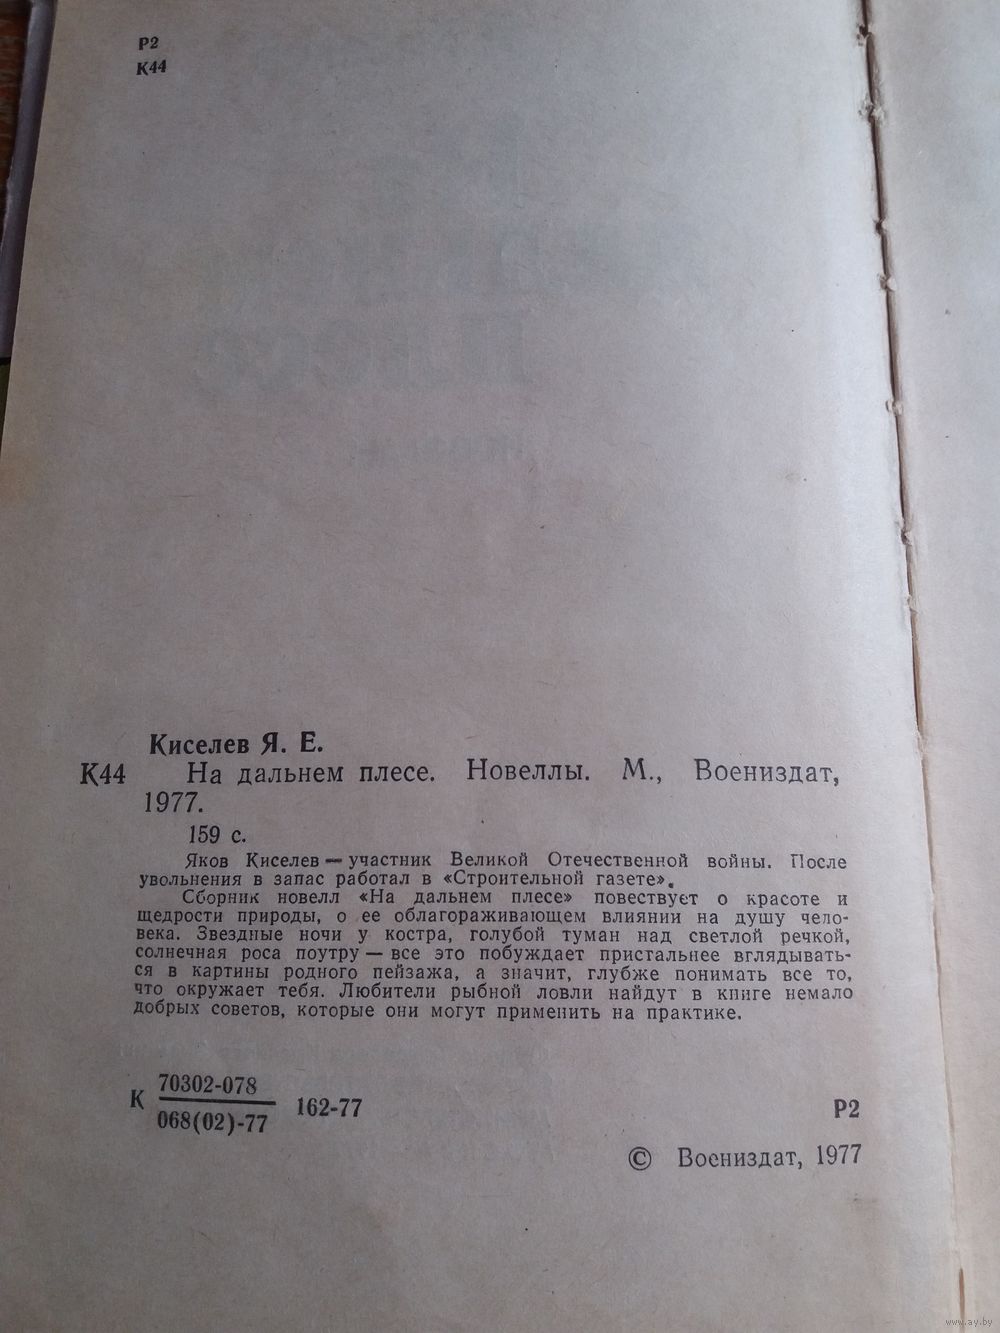 Р2
К44
Киселев Я. Е.
К44 На дальнем плесе. Новеллы. М., Воениздат,
1977.
159 с.
Яков Киселев — участник Великой Отечественной войны. После
увольнения в запас работал в «Строительной газете».
Сборник новелл «На дальнем плесе» повествует о красоте и
щедрости природы, о ее облагораживающем влиянии на душу чело-
века. Звездные ночи у костра, голубой туман над светлой речкой,
солнечная роса поутру — все это побуждает пристальнее вглядывать-
ся в картины родного пейзажа, а значит, глубже понимать все то,
что окружает тебя. Любители рыбной ловли найдут в книге немало
добрых советов, которые они могут применить на практике.
К 70302-078
068(02)-77 162-77
Р2
© Воениздат, 1977
www.ay.by